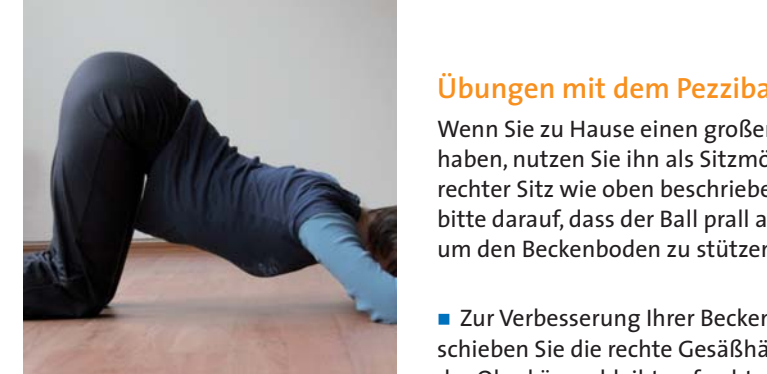 Übungen mit dem Pezziba
Wenn Sie zu Hause einen großer
haben, nutzen Sie ihn als Sitzmö
rechter Sitz wie oben beschriebe
bitte darauf, dass der Ball prall a
um den Beckenboden zu stützer
■ Zur Verbesserung Ihrer Becker
schieben Sie die rechte Gesäßhä